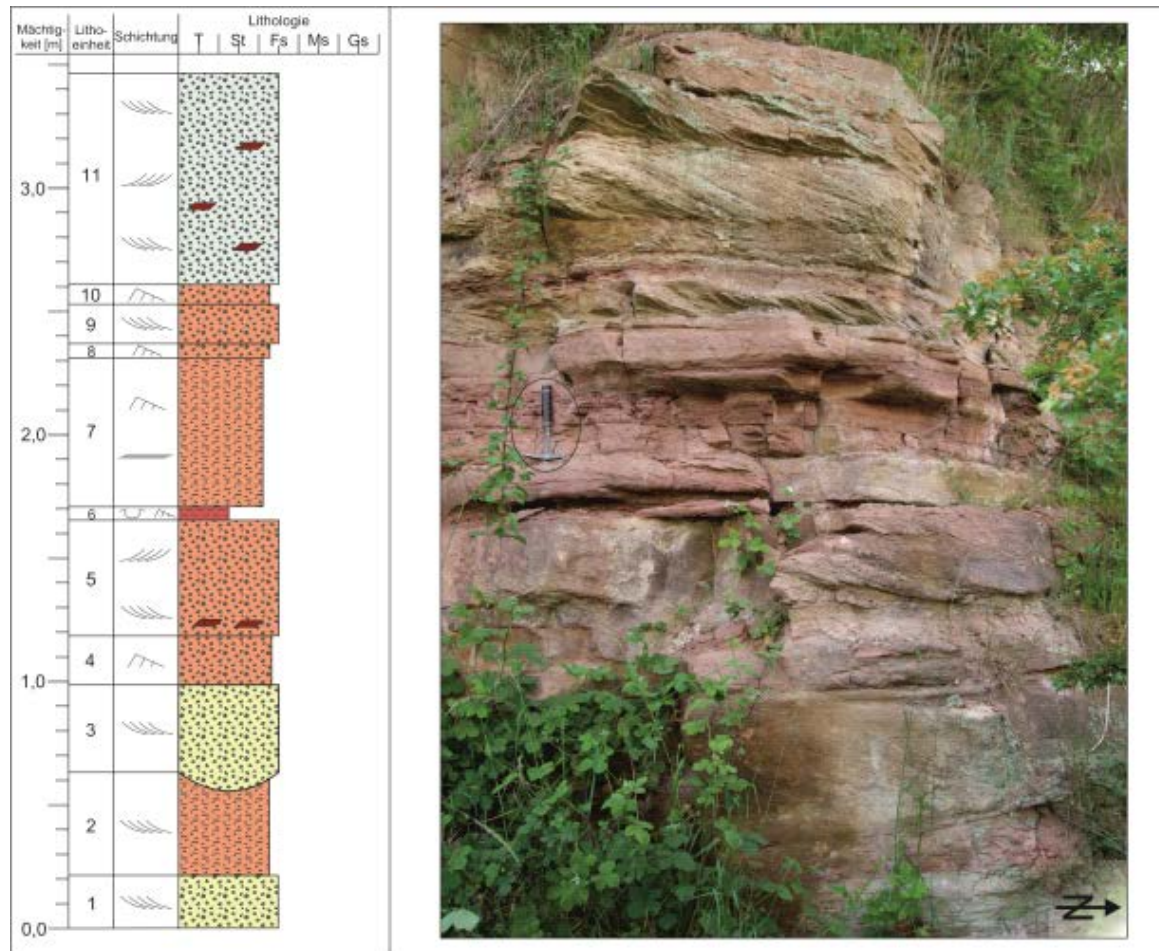 Mächtig-
keit [m]
Litho-
einheit
Schichtung
Lithologie
T St Fs Ms Gs
11
3,0
10
9
8
7
2,0
6
5
4
1,0
3
2
1
0,0
N